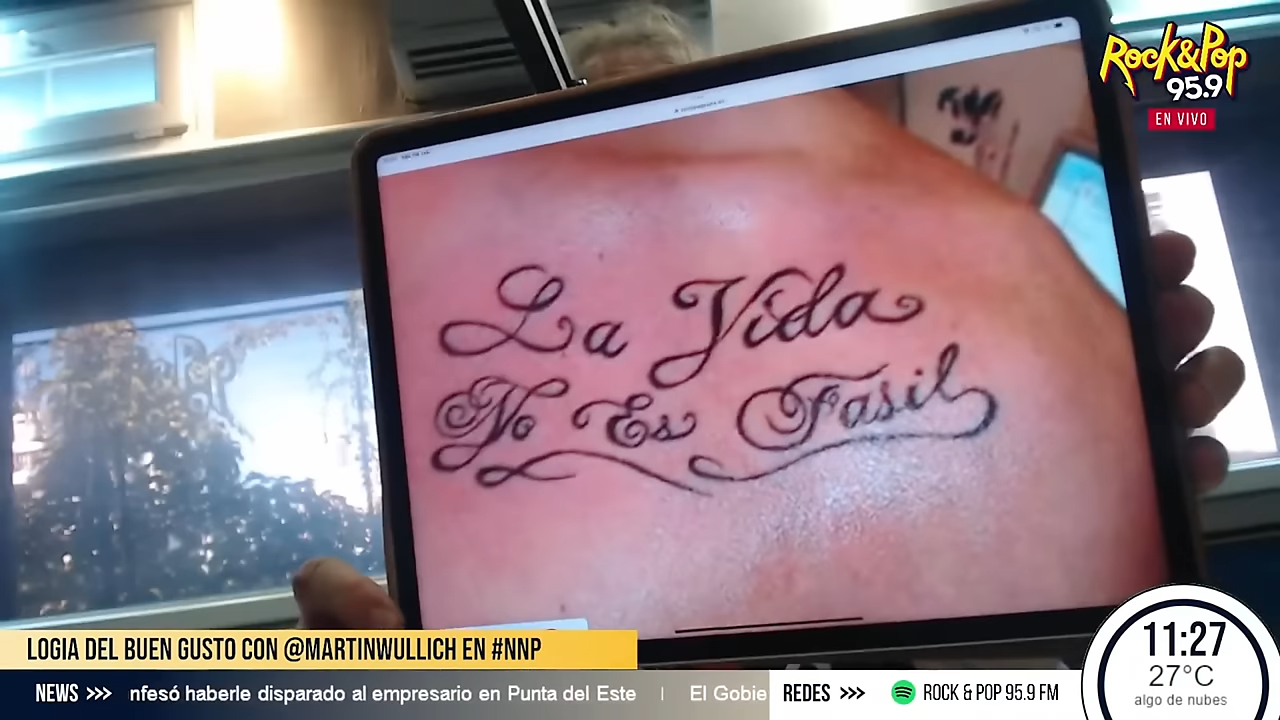 Rock&Pop
95.9
EN VIVO
La Vida
No Es Fasil
LOGIA DEL BUEN GUSTO CON @MARTINWULLICH EN #NNP
11:27
27°C
algo de nubes
NEWS >>> nfesó haberle disparado al empresario en Punta del Este | El Gobie
REDES >>> ROCK & POP 95.9 FM